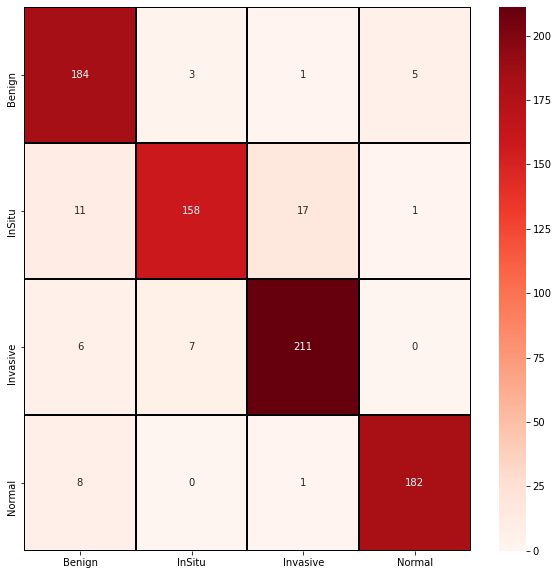 Benign 184 3 1 5
InSitu 11 158 17 1
Invasive 6 7 211 0
Normal 8 0 1 182
Benign InSitu Invasive Normal
200
175
150
125
100
75
50
25
0